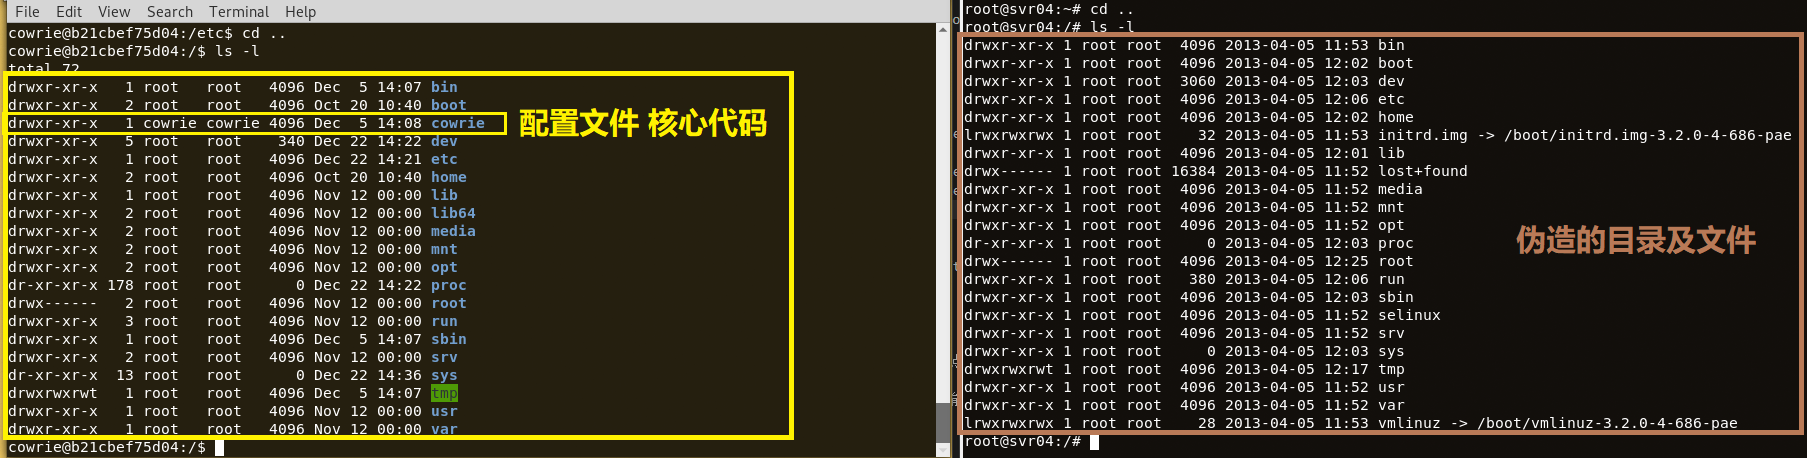 File Edit View Search Terminal Help
cowrie@b21cbef75d04:/etc$ cd ..
cowrie@b21cbef75d04:/$ ls -l
total 72
drwxr-xr-x   1 root   root   4096 Dec  5 14:07 bin
drwxr-xr-x   2 root   root   4096 Oct 20 10:40 boot
drwxr-xr-x   1 cowrie cowrie 4096 Dec  5 14:08 cowrie
配置文件 核心代码
drwxr-xr-x   5 root   root    340 Dec 22 14:22 dev
drwxr-xr-x   1 root   root   4096 Dec 22 14:21 etc
drwxr-xr-x   2 root   root   4096 Oct 20 10:40 home
drwxr-xr-x   1 root   root   4096 Nov 12 00:00 lib
drwxr-xr-x   2 root   root   4096 Nov 12 00:00 lib64
drwxr-xr-x   2 root   root   4096 Nov 12 00:00 media
drwxr-xr-x   2 root   root   4096 Nov 12 00:00 mnt
drwxr-xr-x   2 root   root   4096 Nov 12 00:00 opt
dr-xr-xr-x 178 root   root      0 Dec 22 14:22 proc
drwx------   2 root   root   4096 Nov 12 00:00 root
drwxr-xr-x   3 root   root   4096 Nov 12 00:00 run
drwxr-xr-x   1 root   root   4096 Dec  5 14:07 sbin
drwxr-xr-x   2 root   root   4096 Nov 12 00:00 srv
dr-xr-xr-x  13 root   root      0 Dec 22 14:36 sys
drwxrwxrwt   1 root   root   4096 Dec  5 14:07 tmp
drwxr-xr-x   1 root   root   4096 Nov 12 00:00 usr
drwxr-xr-x   1 root   root   4096 Nov 12 00:00 var
cowrie@b21cbef75d04:/$
root@svr04:~# cd ..
root@svr04:/# ls -l
drwxr-xr-x 1 root root  4096 2013-04-05 11:53 bin
drwxr-xr-x 1 root root  4096 2013-04-05 12:02 boot
drwxr-xr-x 1 root root  3060 2013-04-05 12:03 dev
drwxr-xr-x 1 root root  4096 2013-04-05 12:06 etc
drwxr-xr-x 1 root root  4096 2013-04-05 12:02 home
lrwxrwxrwx 1 root root    32 2013-04-05 11:53 initrd.img -> /boot/initrd.img-3.2.0-4-686-pae
drwxr-xr-x 1 root root  4096 2013-04-05 12:01 lib
drwx------ 1 root root 16384 2013-04-05 11:52 lost+found
drwxr-xr-x 1 root root  4096 2013-04-05 11:52 media
drwxr-xr-x 1 root root  4096 2013-04-05 11:52 mnt
drwxr-xr-x 1 root root  4096 2013-04-05 11:52 opt
dr-xr-xr-x 1 root root     0 2013-04-05 12:03 proc
伪造的目录及文件
drwx------ 1 root root  4096 2013-04-05 12:25 root
drwxr-xr-x 1 root root   380 2013-04-05 12:06 run
drwxr-xr-x 1 root root  4096 2013-04-05 12:03 sbin
drwxr-xr-x 1 root root  4096 2013-04-05 11:52 selinux
drwxr-xr-x 1 root root  4096 2013-04-05 11:52 srv
drwxr-xr-x 1 root root     0 2013-04-05 12:03 sys
drwxrwxrwt 1 root root  4096 2013-04-05 12:17 tmp
drwxr-xr-x 1 root root  4096 2013-04-05 11:52 usr
drwxr-xr-x 1 root root  4096 2013-04-05 11:52 var
lrwxrwxrwx 1 root root    28 2013-04-05 11:53 vmlinuz -> /boot/vmlinuz-3.2.0-4-686-pae
root@svr04:/#